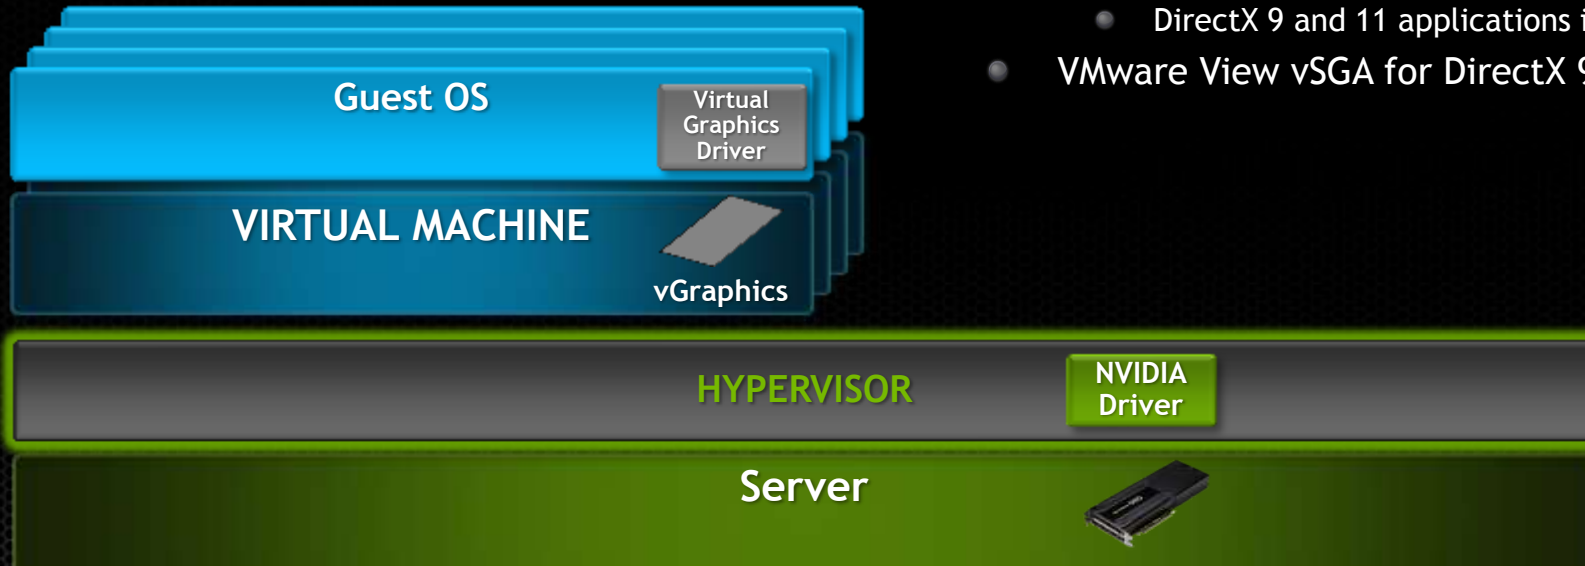 DirectX 9 and 11 applications
VMware View vSGA for DirectX
Guest OS
Virtual
Graphics
Driver
VIRTUAL MACHINE
vGraphics
HYPERVISOR
NVIDIA
Driver
Server